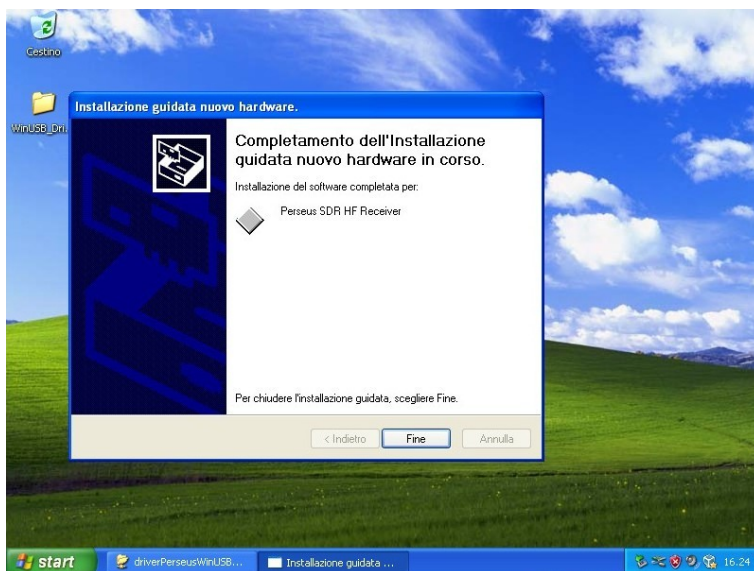 Cestino
WinUSB_Dri...
Installazione guidata nuovo hardware.
Completamento dell'Installazione
guidata nuovo hardware in corso.
Installazione del software completata per:
Perseus SDR HF Receiver
Per chiudere l'installazione guidata, scegliere Fine.
< Indietro
Fine
Annulla
start
driverPerseusWinUSB...
Installazione guidata ...
16.24